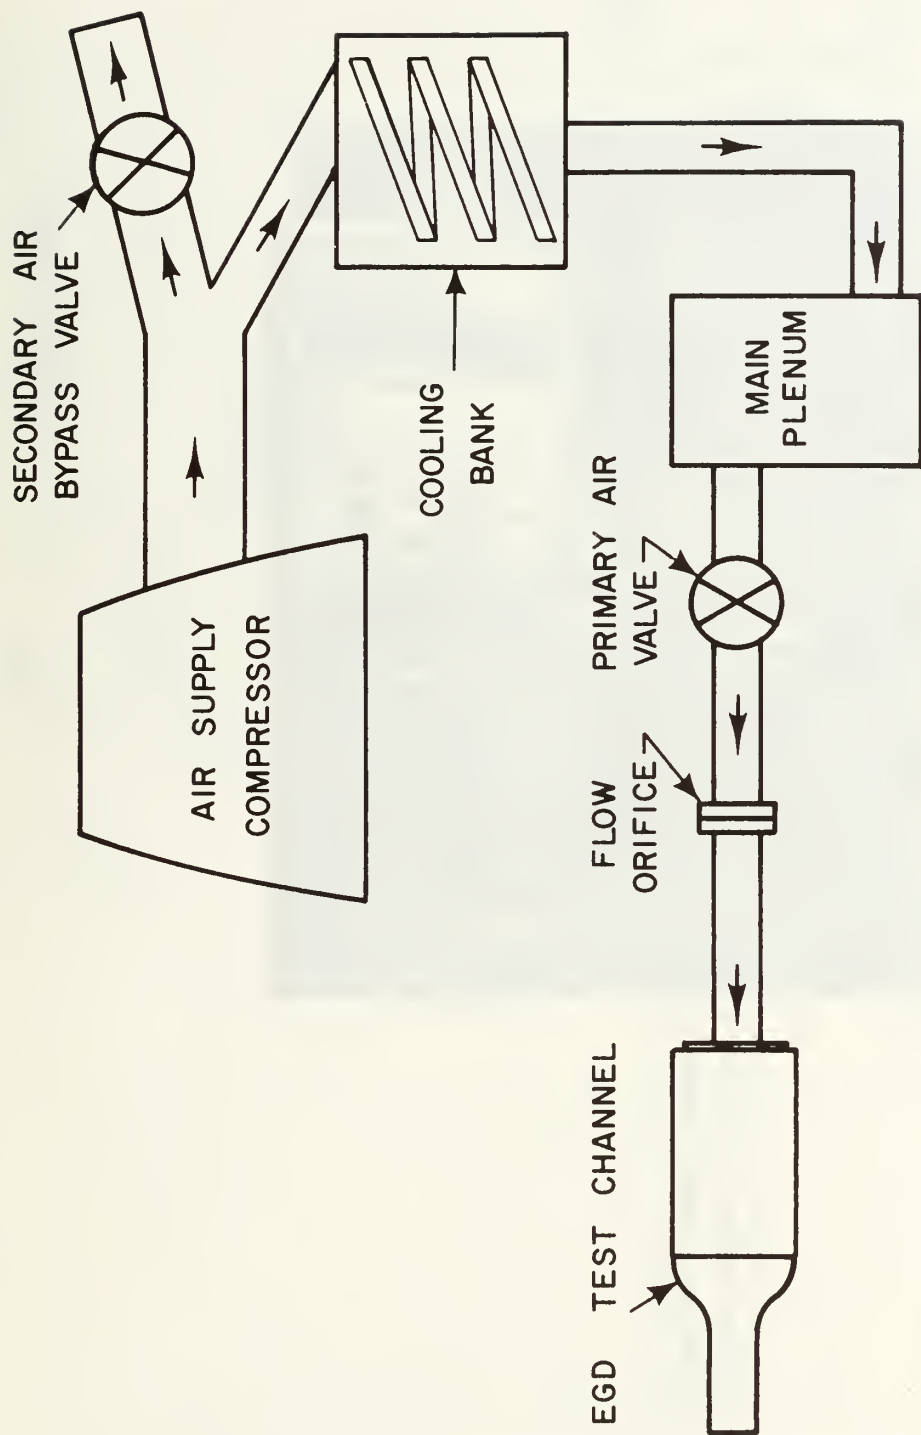 SECONDARY AIR
BYPASS VALVE
AIR SUPPLY
COMPRESSOR
COOLING
BANK
MAIN
PLENUM
PRIMARY AIR
VALVE
FLOW
ORIFICE
EGD TEST CHANNEL